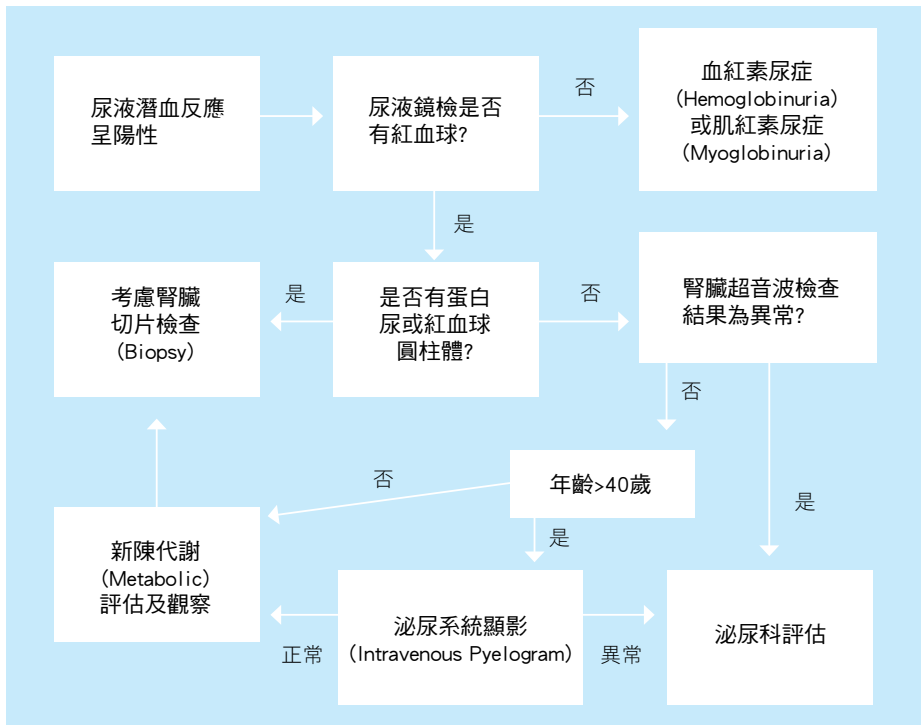 尿液潛血反應
呈陽性
尿液鏡檢是否
有紅血球?
否
血紅素尿症
(Hemoglobinuria)
或肌紅素尿症
(Myoglobinuria)
是
考慮腎臟
切片檢查
(Biopsy)
是
是否有蛋白
尿或紅血球
圓柱體?
否
腎臟超音波檢查
結果為異常?
否
是
年齡>40歲
否
是
新陳代謝
(Metabolic)
評估及觀察
正常
泌尿系統顯影
(Intravenous Pyelogram)
異常
泌尿科評估